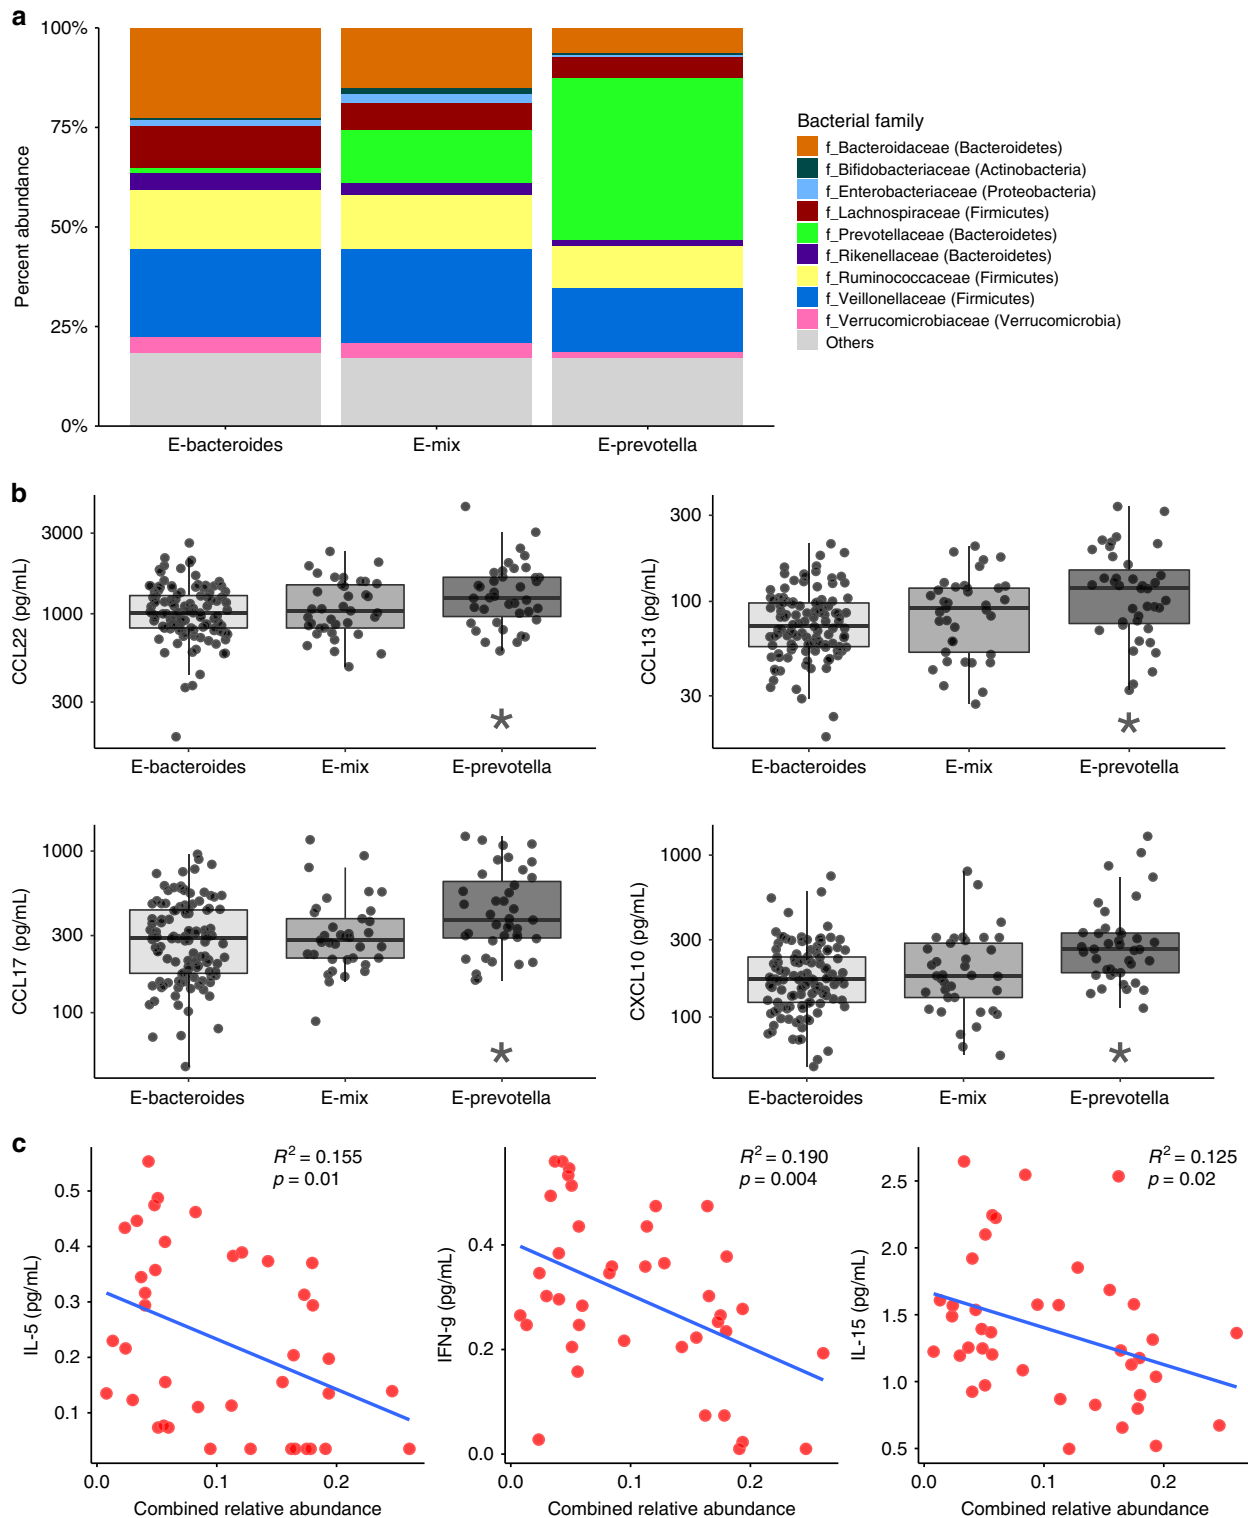 a
100%
75%
50%
25%
0%
Percent abundance
E-bacteroides
E-mix
E-prevotella
Bacterial family
f_Bacteroidaceae (Bacteroidetes)
f_Bifidobacteriaceae (Actinobacteria)
f_Enterobacteriaceae (Proteobacteria)
f_Lachnospiraceae (Firmicutes)
f_Prevotellaceae (Bacteroidetes)
f_Rikenellaceae (Bacteroidetes)
f_Ruminococcaceae (Firmicutes)
f_Veillonellaceae (Firmicutes)
f_Verrucomicrobiaceae (Verrucomicrobia)
Others
b
CCL22 (pg/mL)
3000
1000
300
*
E-bacteroides
E-mix
E-prevotella
CCL13 (pg/mL)
300
100
30
*
E-bacteroides
E-mix
E-prevotella
CCL17 (pg/mL)
1000
300
100
*
E-bacteroides
E-mix
E-prevotella
CXCL10 (pg/mL)
1000
300
100
*
E-bacteroides
E-mix
E-prevotella
c
IL-5 (pg/mL)
0.5
0.4
0.3
0.2
0.1
R² = 0.155
p = 0.01
0.0
0.1
0.2
Combined relative abundance
IFN-g (pg/mL)
0.4
0.2
0.0
R² = 0.190
p = 0.004
0.0
0.1
0.2
Combined relative abundance
IL-15 (pg/mL)
2.5
2.0
1.5
1.0
0.5
R² = 0.125
p = 0.02
0.0
0.1
0.2
Combined relative abundance